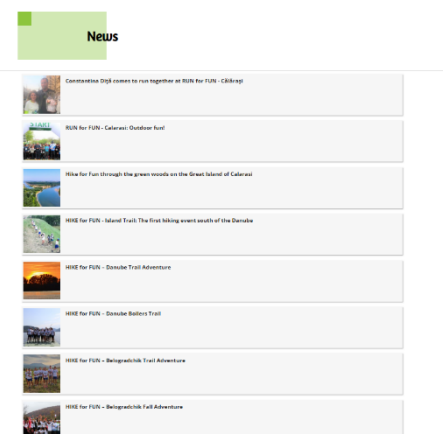 News
Constantina Diță comes to run together at RUN for FUN - Călărași
RUN for FUN - Calarasi: Outdoor fun!
Hike for Fun through the green woods on the Great Island of Calarasi
HIKE for FUN - Island Trail: The first hiking event south of the Danube
HIKE for FUN – Danube Trail Adventure
HIKE for FUN – Danube Boilers Trail
HIKE for FUN – Belogradchik Trail Adventure
HIKE for FUN – Belogradchik Fall Adventure